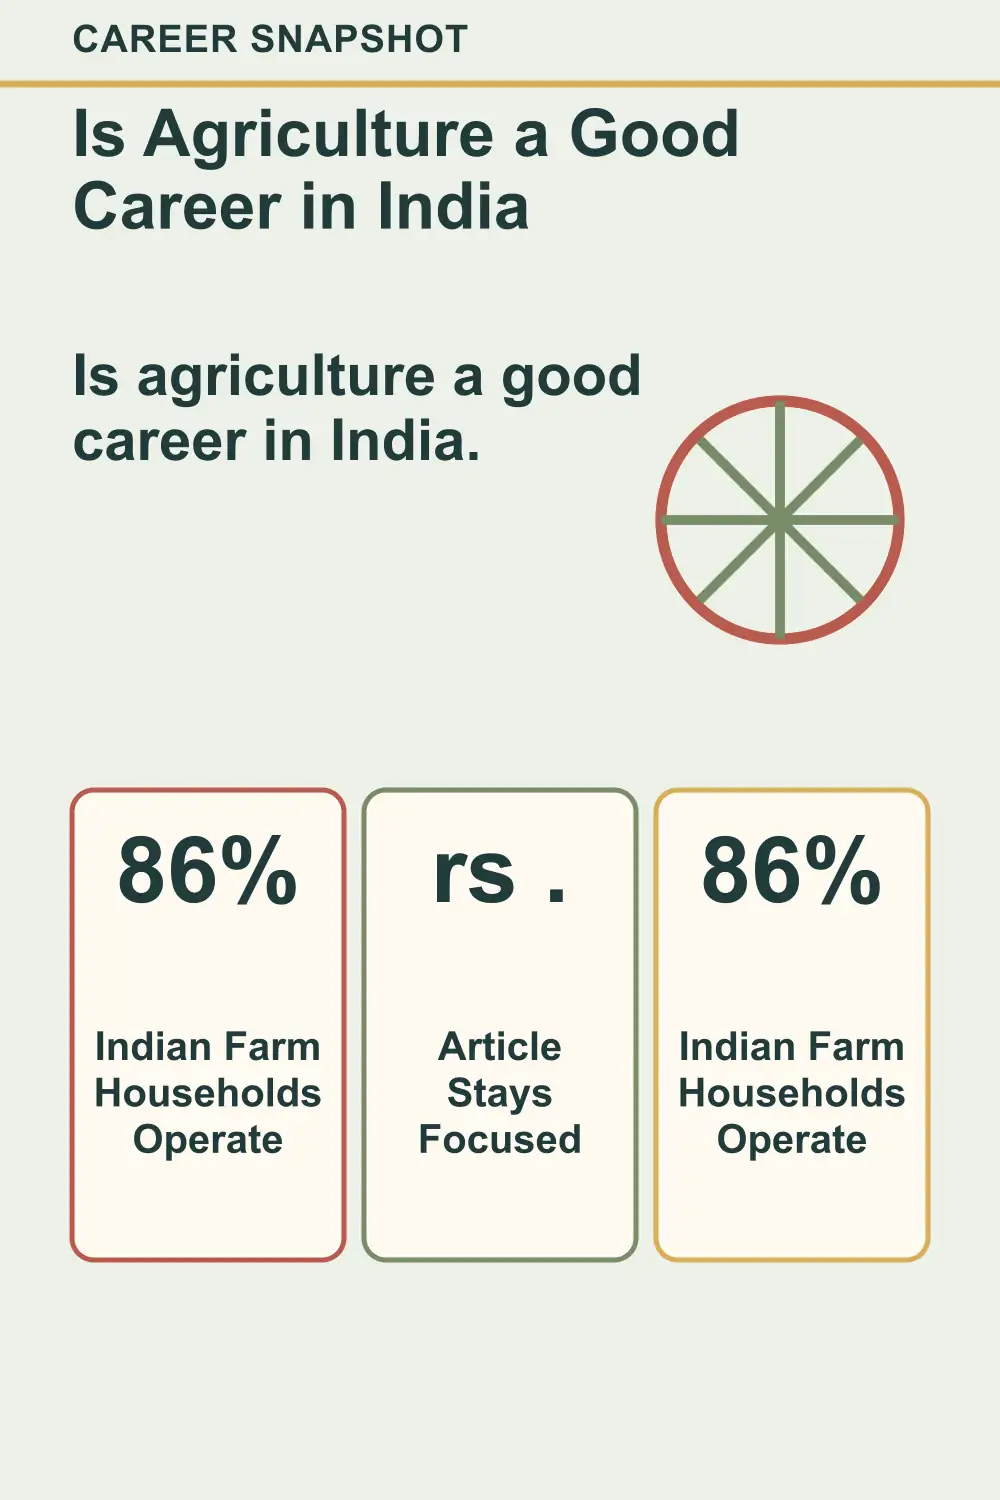 CAREER SNAPSHOT
Is Agriculture a Good
Career in India
Is agriculture a good
career in India.
86%
Indian Farm
Households
Operate
rs .
Article
Stays
Focused
86%
Indian Farm
Households
Operate